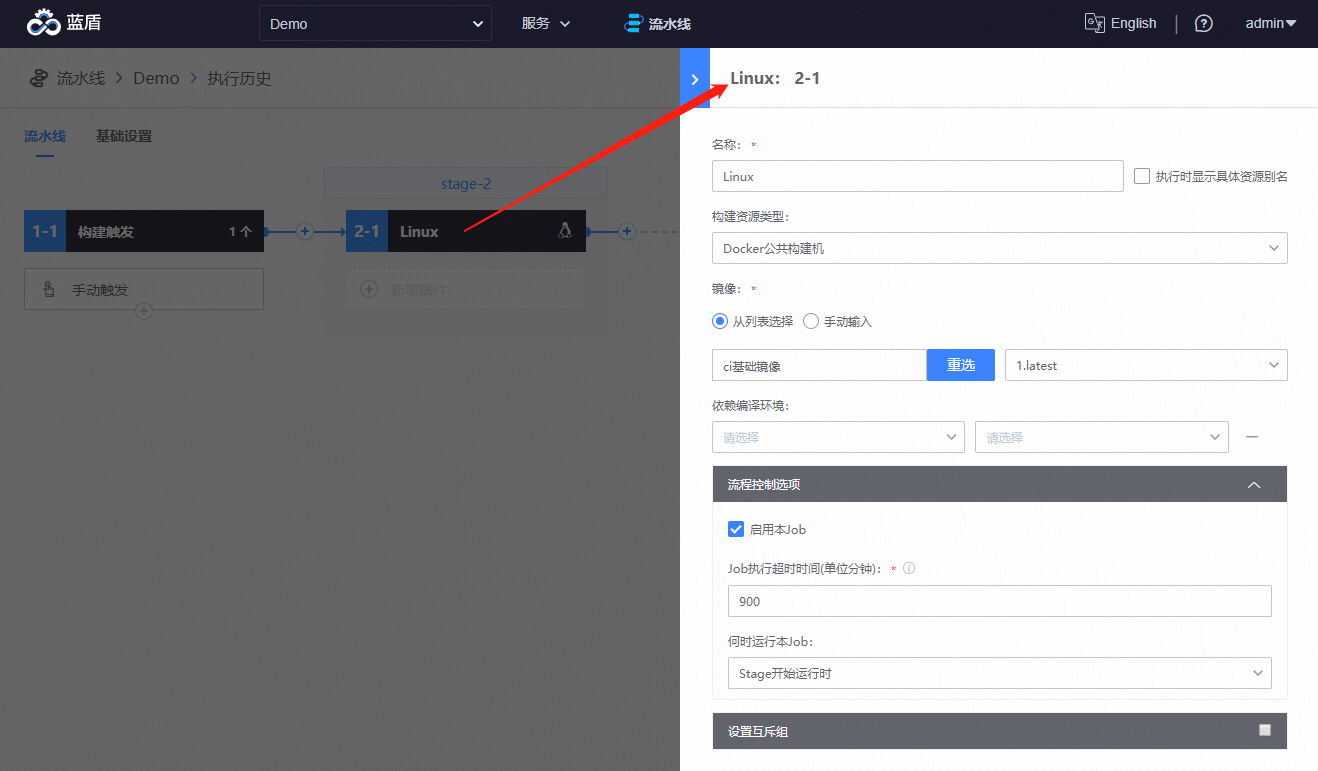 蓝盾
Demo
服务
流水线
English
admin
流水线 > Demo > 执行历史
流水线
基础设置
stage-2
1-1 构建触发 1个
2-1 Linux
手动触发
新增插件
Linux: 2-1
名称: *
Linux
执行时显示具体资源别名
构建资源类型:
Docker公共构建机
镜像: *
从列表选择 手动输入
ci基础镜像 重选 1.latest
依赖编译环境:
请选择 请选择
流程控制选项
启用本Job
Job执行超时时间(单位分钟): *
900
何时运行本Job:
Stage开始运行时
设置互斥组